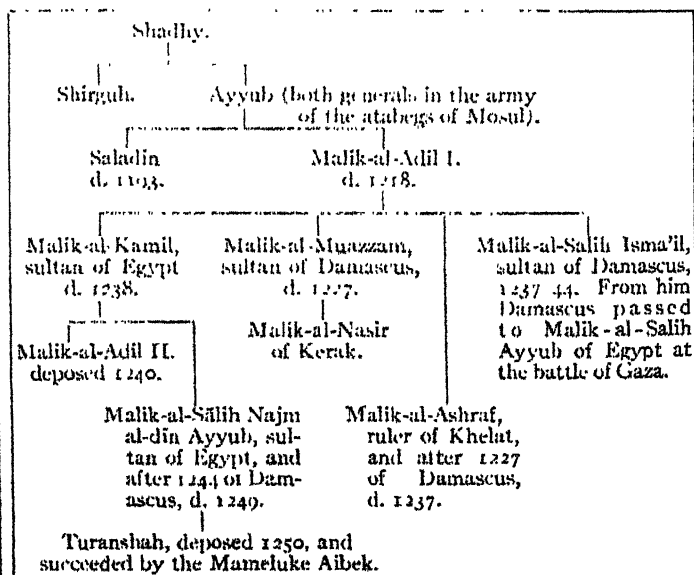 Shadhy.
Shirguh. Ayyub (both generals in the army
of the atabegs of Mosul).
Saladin
d. 1193.
Malik-al-Adil I.
d. 1218.
Malik-al-Kamil,
sultan of Egypt
d. 1238.
Malik-al-Muazzam,
sultan of Damascus,
d. 1227.
Malik-al-Salih Isma'il,
sultan of Damascus,
1237-44. From him
Damascus passed
to Malik-al-Salih
Ayyub of Egypt at
the battle of Gaza.
Malik-al-Nasir
of Kerak.
Malik-al-Adil II.
deposed 1240.
Malik-al-Sālih Najm
al-dīn Ayyub, sul-
tan of Egypt, and
after 1244 of Dam-
ascus, d. 1249.
Malik-al-Ashraf,
ruler of Khelat,
and after 1227
of Damascus,
d. 1237.
Turanshah, deposed 1250, and
succeeded by the Mameluke Aibek.